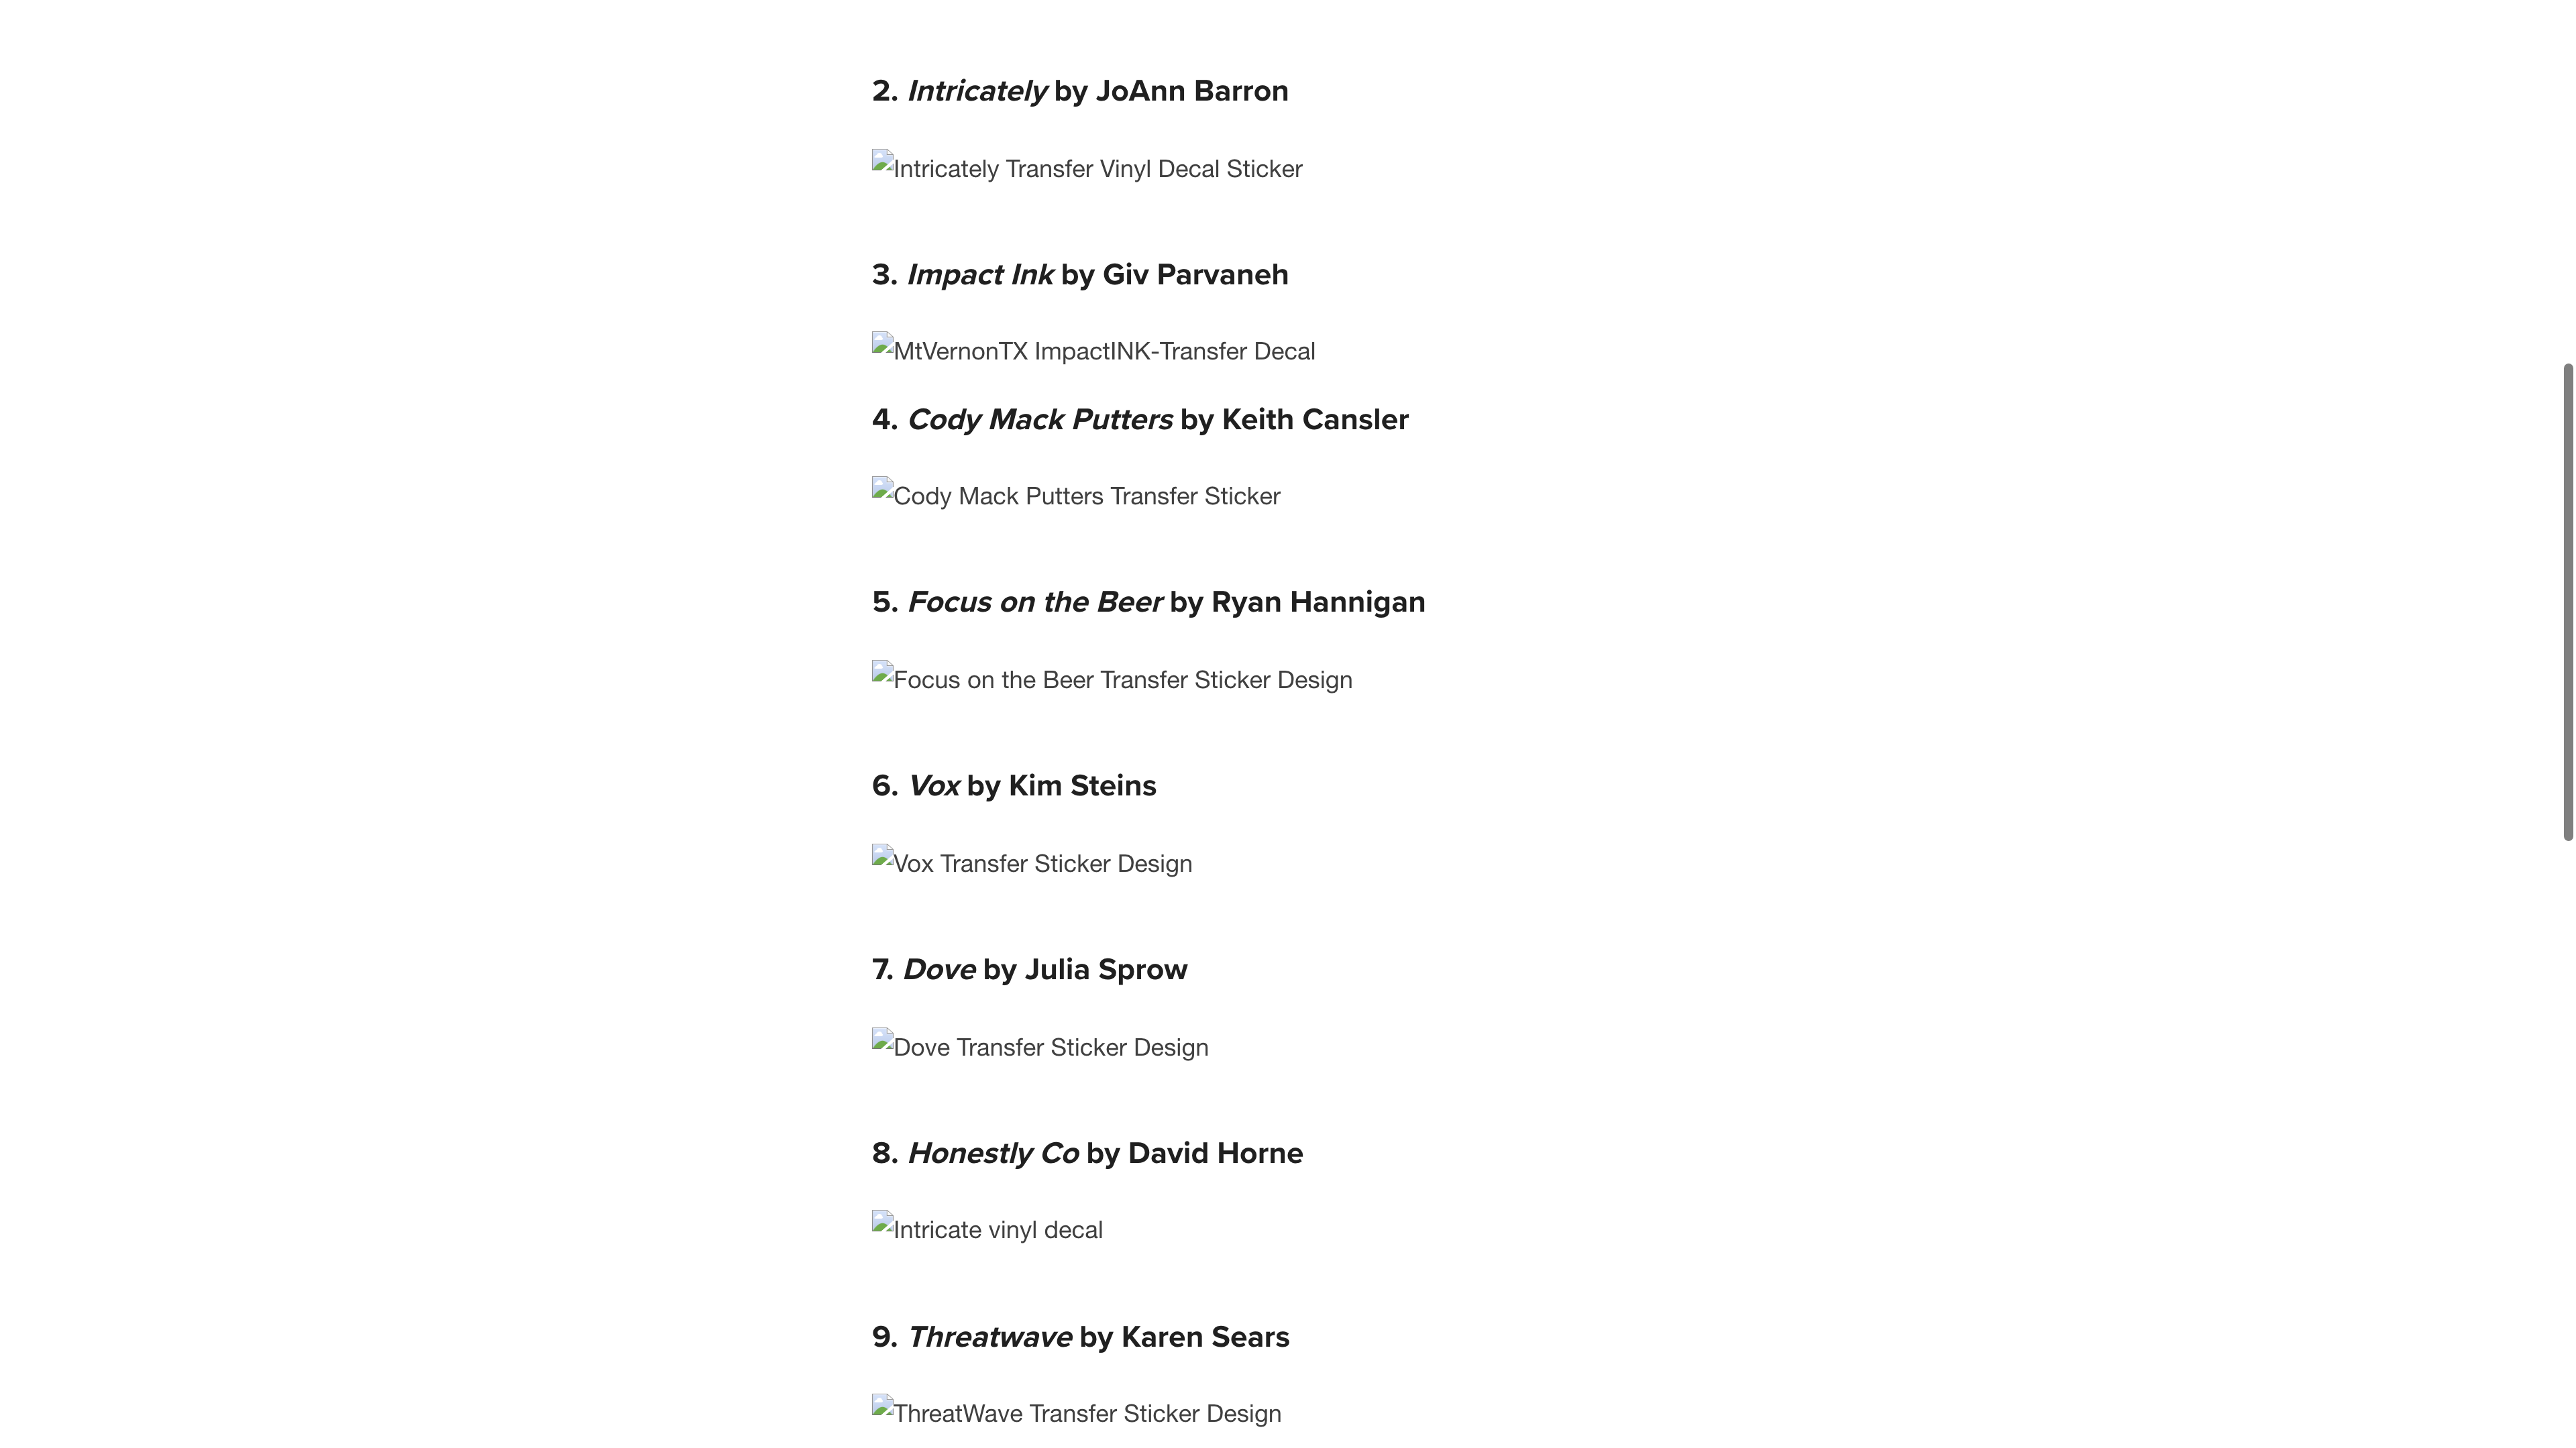 2. Intricately by JoAnn Barron
Intricately Transfer Vinyl Decal Sticker
3. Impact Ink by Giv Parvaneh
MtVernonTX ImpactINK-Transfer Decal
4. Cody Mack Putters by Keith Cansler
Cody Mack Putters Transfer Sticker
5. Focus on the Beer by Ryan Hannigan
Focus on the Beer Transfer Sticker Design
6. Vox by Kim Steins
Vox Transfer Sticker Design
7. Dove by Julia Sprow
Dove Transfer Sticker Design
8. Honestly Co by David Horne
Intricate vinyl decal
9. Threatwave by Karen Sears
ThreatWave Transfer Sticker Design